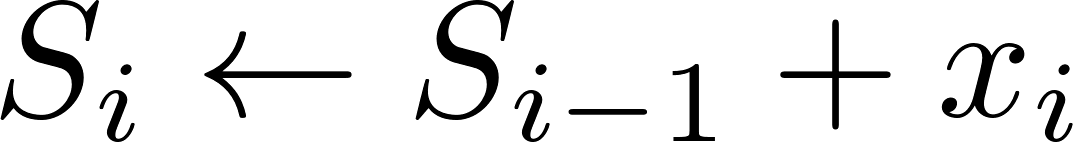 S_i ← S_{i−1} + x_i